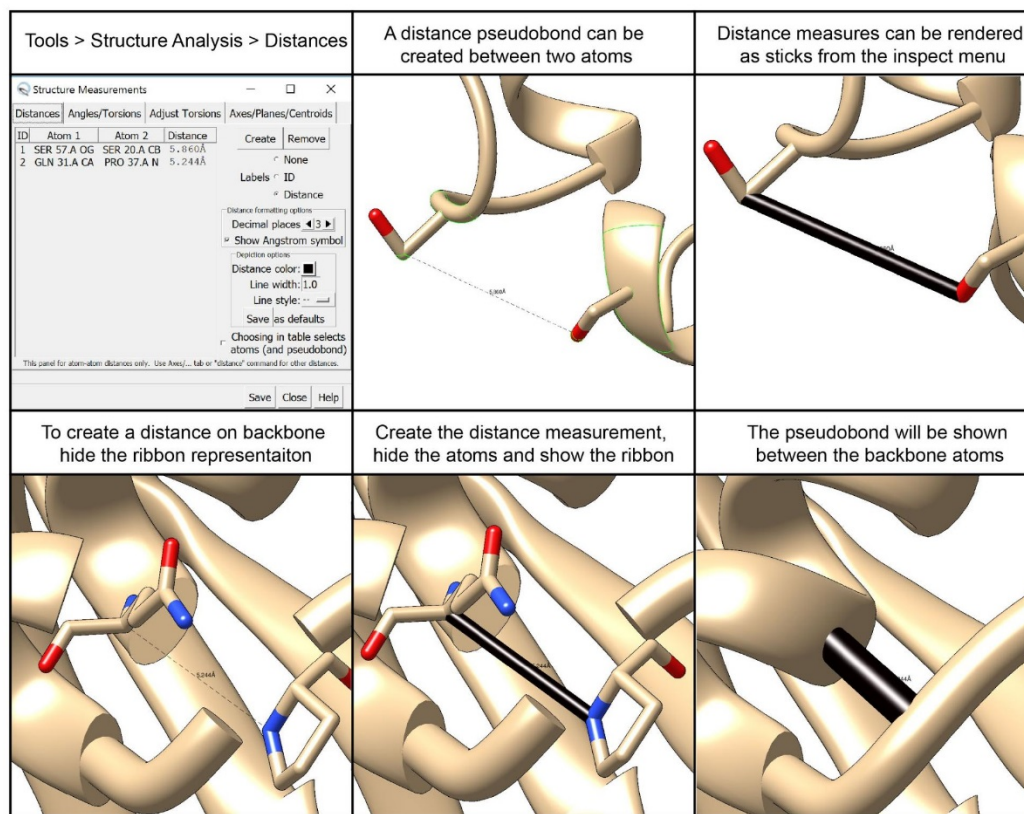 Tools > Structure Analysis > Distances
A distance pseudobond can be
created between two atoms
Distance measures can be rendered
as sticks from the inspect menu
Structure Measurements
Distances Angles/Torsions Adjust Torsions Axes/Planes/Centroids
ID Atom 1 Atom 2 Distance
1 SER 57.A OG SER 20.A CB 5.860Å
2 GLN 31.A CA PRO 37.A N 5.244Å
Create Remove
None
Labels ID
Distance
Distance formatting options
Decimal places 3
Show Angstrom symbol
Depiction options
Distance color:
Line width: 1.0
Line style: --
Save as defaults
Choosing in table selects
atoms (and pseudobond)
This panel for atom-atom distances only. Use Axes/... tab or "distance" command for other distances.
Save Close Help
5.860Å
To create a distance on backbone
hide the ribbon representaiton
Create the distance measurement,
hide the atoms and show the ribbon
The pseudobond will be shown
between the backbone atoms
5.244Å